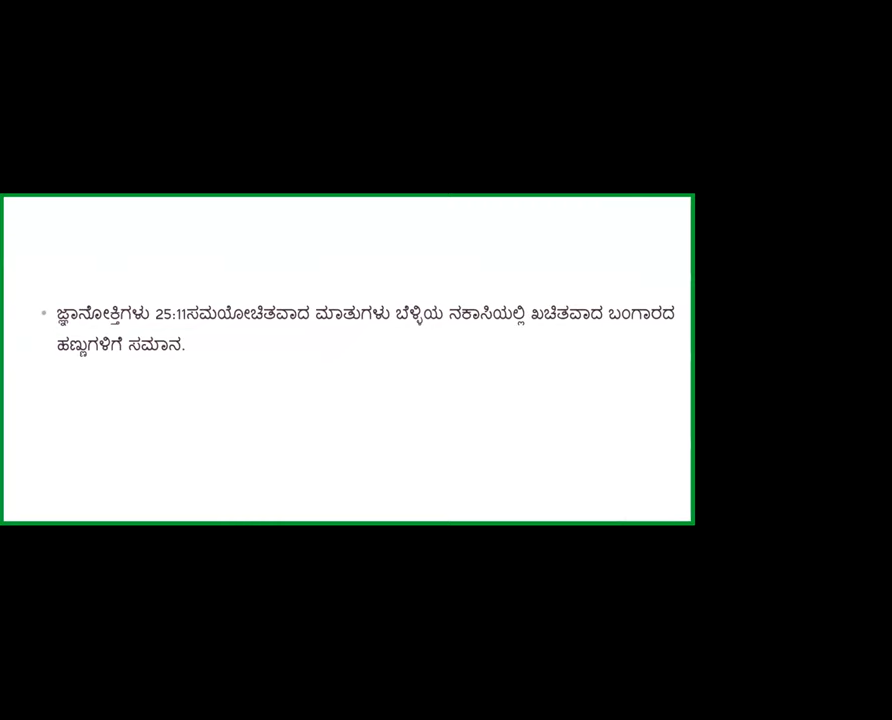 • ಜ್ಞಾನೋಕ್ತಿಗಳು 25:11ಸಮಯೋಚಿತವಾದ ಮಾತುಗಳು ಬೆಳ್ಳಿಯ ನಕಾಸಿಯಲ್ಲಿ ಖಚಿತವಾದ ಬಂಗಾರದ
ಹಣ್ಣುಗಳಿಗೆ ಸಮಾನ.